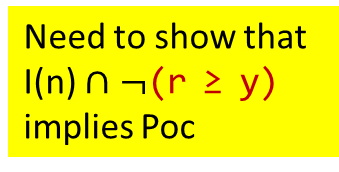 Need to show that
I(n) ∩ ¬(r ≥ y)
implies Poc